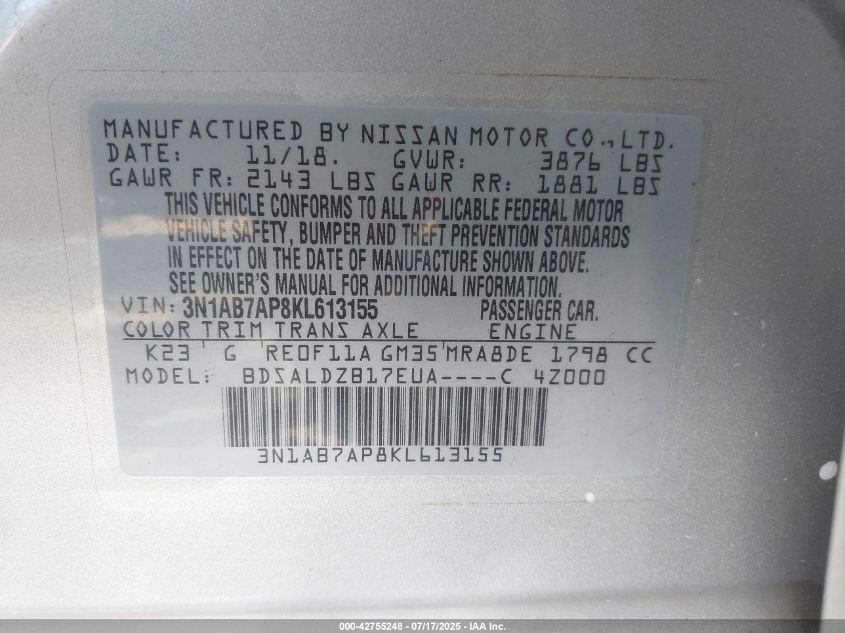 MANUFACTURED BY NISSAN MOTOR CO., LTD.
DATE: 11/18. GVWR: 3876 LBS
GAWR FR: 2143 LBS GAWR RR: 1881 LBS
THIS VEHICLE CONFORMS TO ALL APPLICABLE FEDERAL MOTOR
VEHICLE SAFETY, BUMPER AND THEFT PREVENTION STANDARDS
IN EFFECT ON THE DATE OF MANUFACTURE SHOWN ABOVE.
SEE OWNER'S MANUAL FOR ADDITIONAL INFORMATION.
VIN: 3N1AB7AP8KL613155 PASSENGER CAR.
COLOR TRIM TRANS AXLE ENGINE
K23 ' G ' RE0F11A GM35'MRA8DE 1798 CC
MODEL: BDSALDZB17EUA----C 4Z000
3N1AB7AP8KL613155
000-42755248 - 07/17/2025 - IAA Inc.